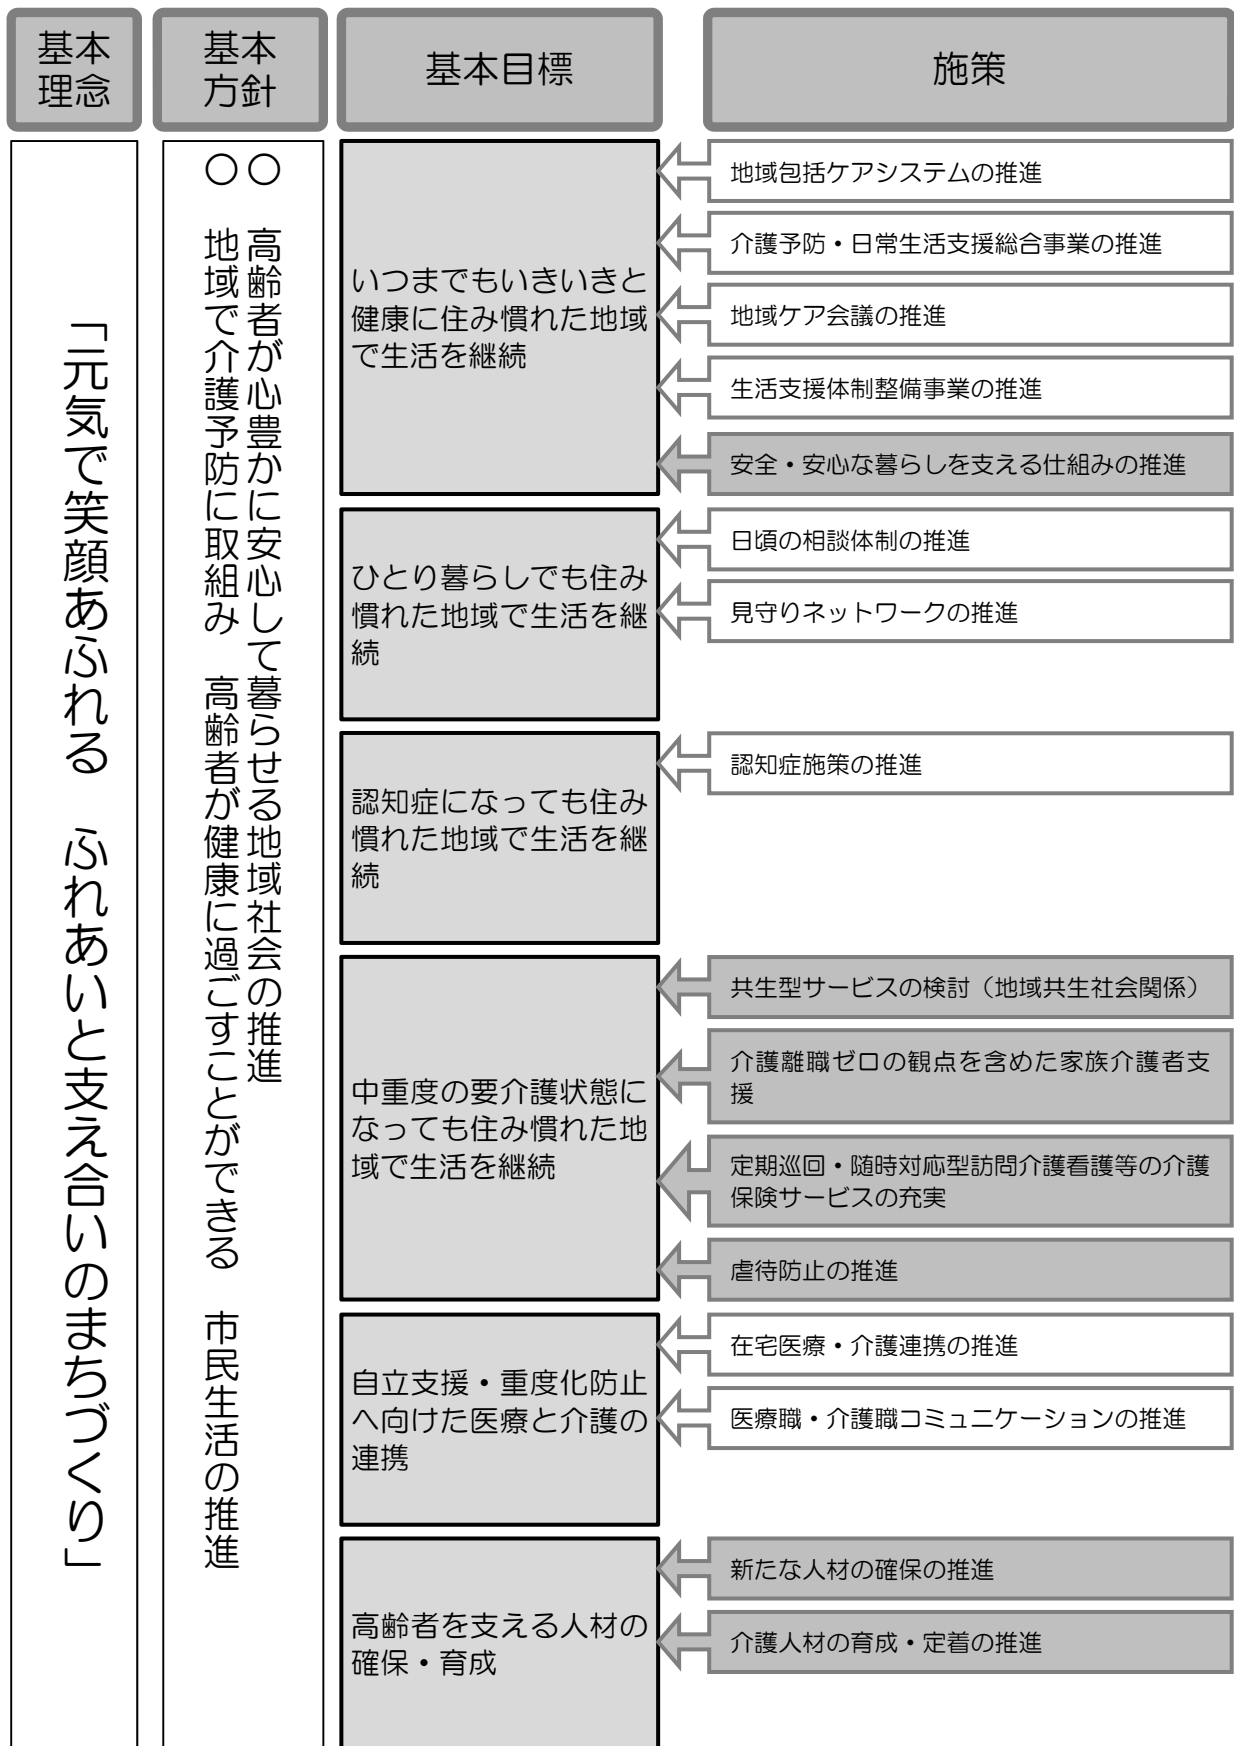 基本
理念
基本
方針
基本目標
施策
「元気で笑顔あふれる　ふれあいと支え合いのまちづくり」
○　高齢者が心豊かに安心して暮らせる地域社会の推進
○　地域で介護予防に取組み　高齢者が健康に過ごすことができる　市民生活の推進
いつまでもいきいきと
健康に住み慣れた地域
で生活を継続
地域包括ケアシステムの推進
介護予防・日常生活支援総合事業の推進
地域ケア会議の推進
生活支援体制整備事業の推進
安全・安心な暮らしを支える仕組みの推進
ひとり暮らしでも住み
慣れた地域で生活を継
続
日頃の相談体制の推進
見守りネットワークの推進
認知症になっても住み
慣れた地域で生活を継
続
認知症施策の推進
中重度の要介護状態に
なっても住み慣れた地
域で生活を継続
共生型サービスの検討（地域共生社会関係）
介護離職ゼロの観点を含めた家族介護者支
援
定期巡回・随時対応型訪問介護看護等の介護
保険サービスの充実
虐待防止の推進
自立支援・重度化防止
へ向けた医療と介護の
連携
在宅医療・介護連携の推進
医療職・介護職コミュニケーションの推進
高齢者を支える人材の
確保・育成
新たな人材の確保の推進
介護人材の育成・定着の推進